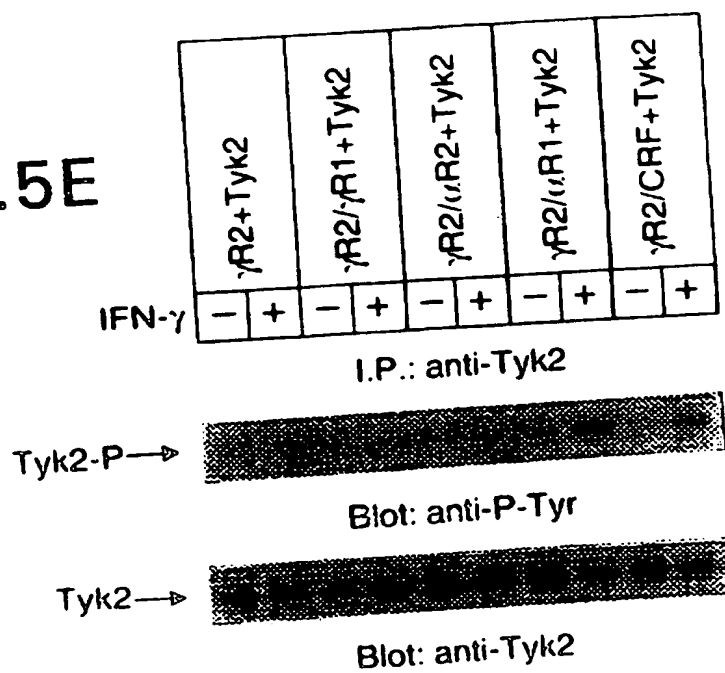 .5E
γR2+Tyk2
γR2/γR1+Tyk2
γR2/αR2+Tyk2
γR2/αR1+Tyk2
γR2/CRF+Tyk2
IFN-γ − + − + − + − + − +
I.P.: anti-Tyk2
Tyk2-P
Blot: anti-P-Tyr
Tyk2
Blot: anti-Tyk2